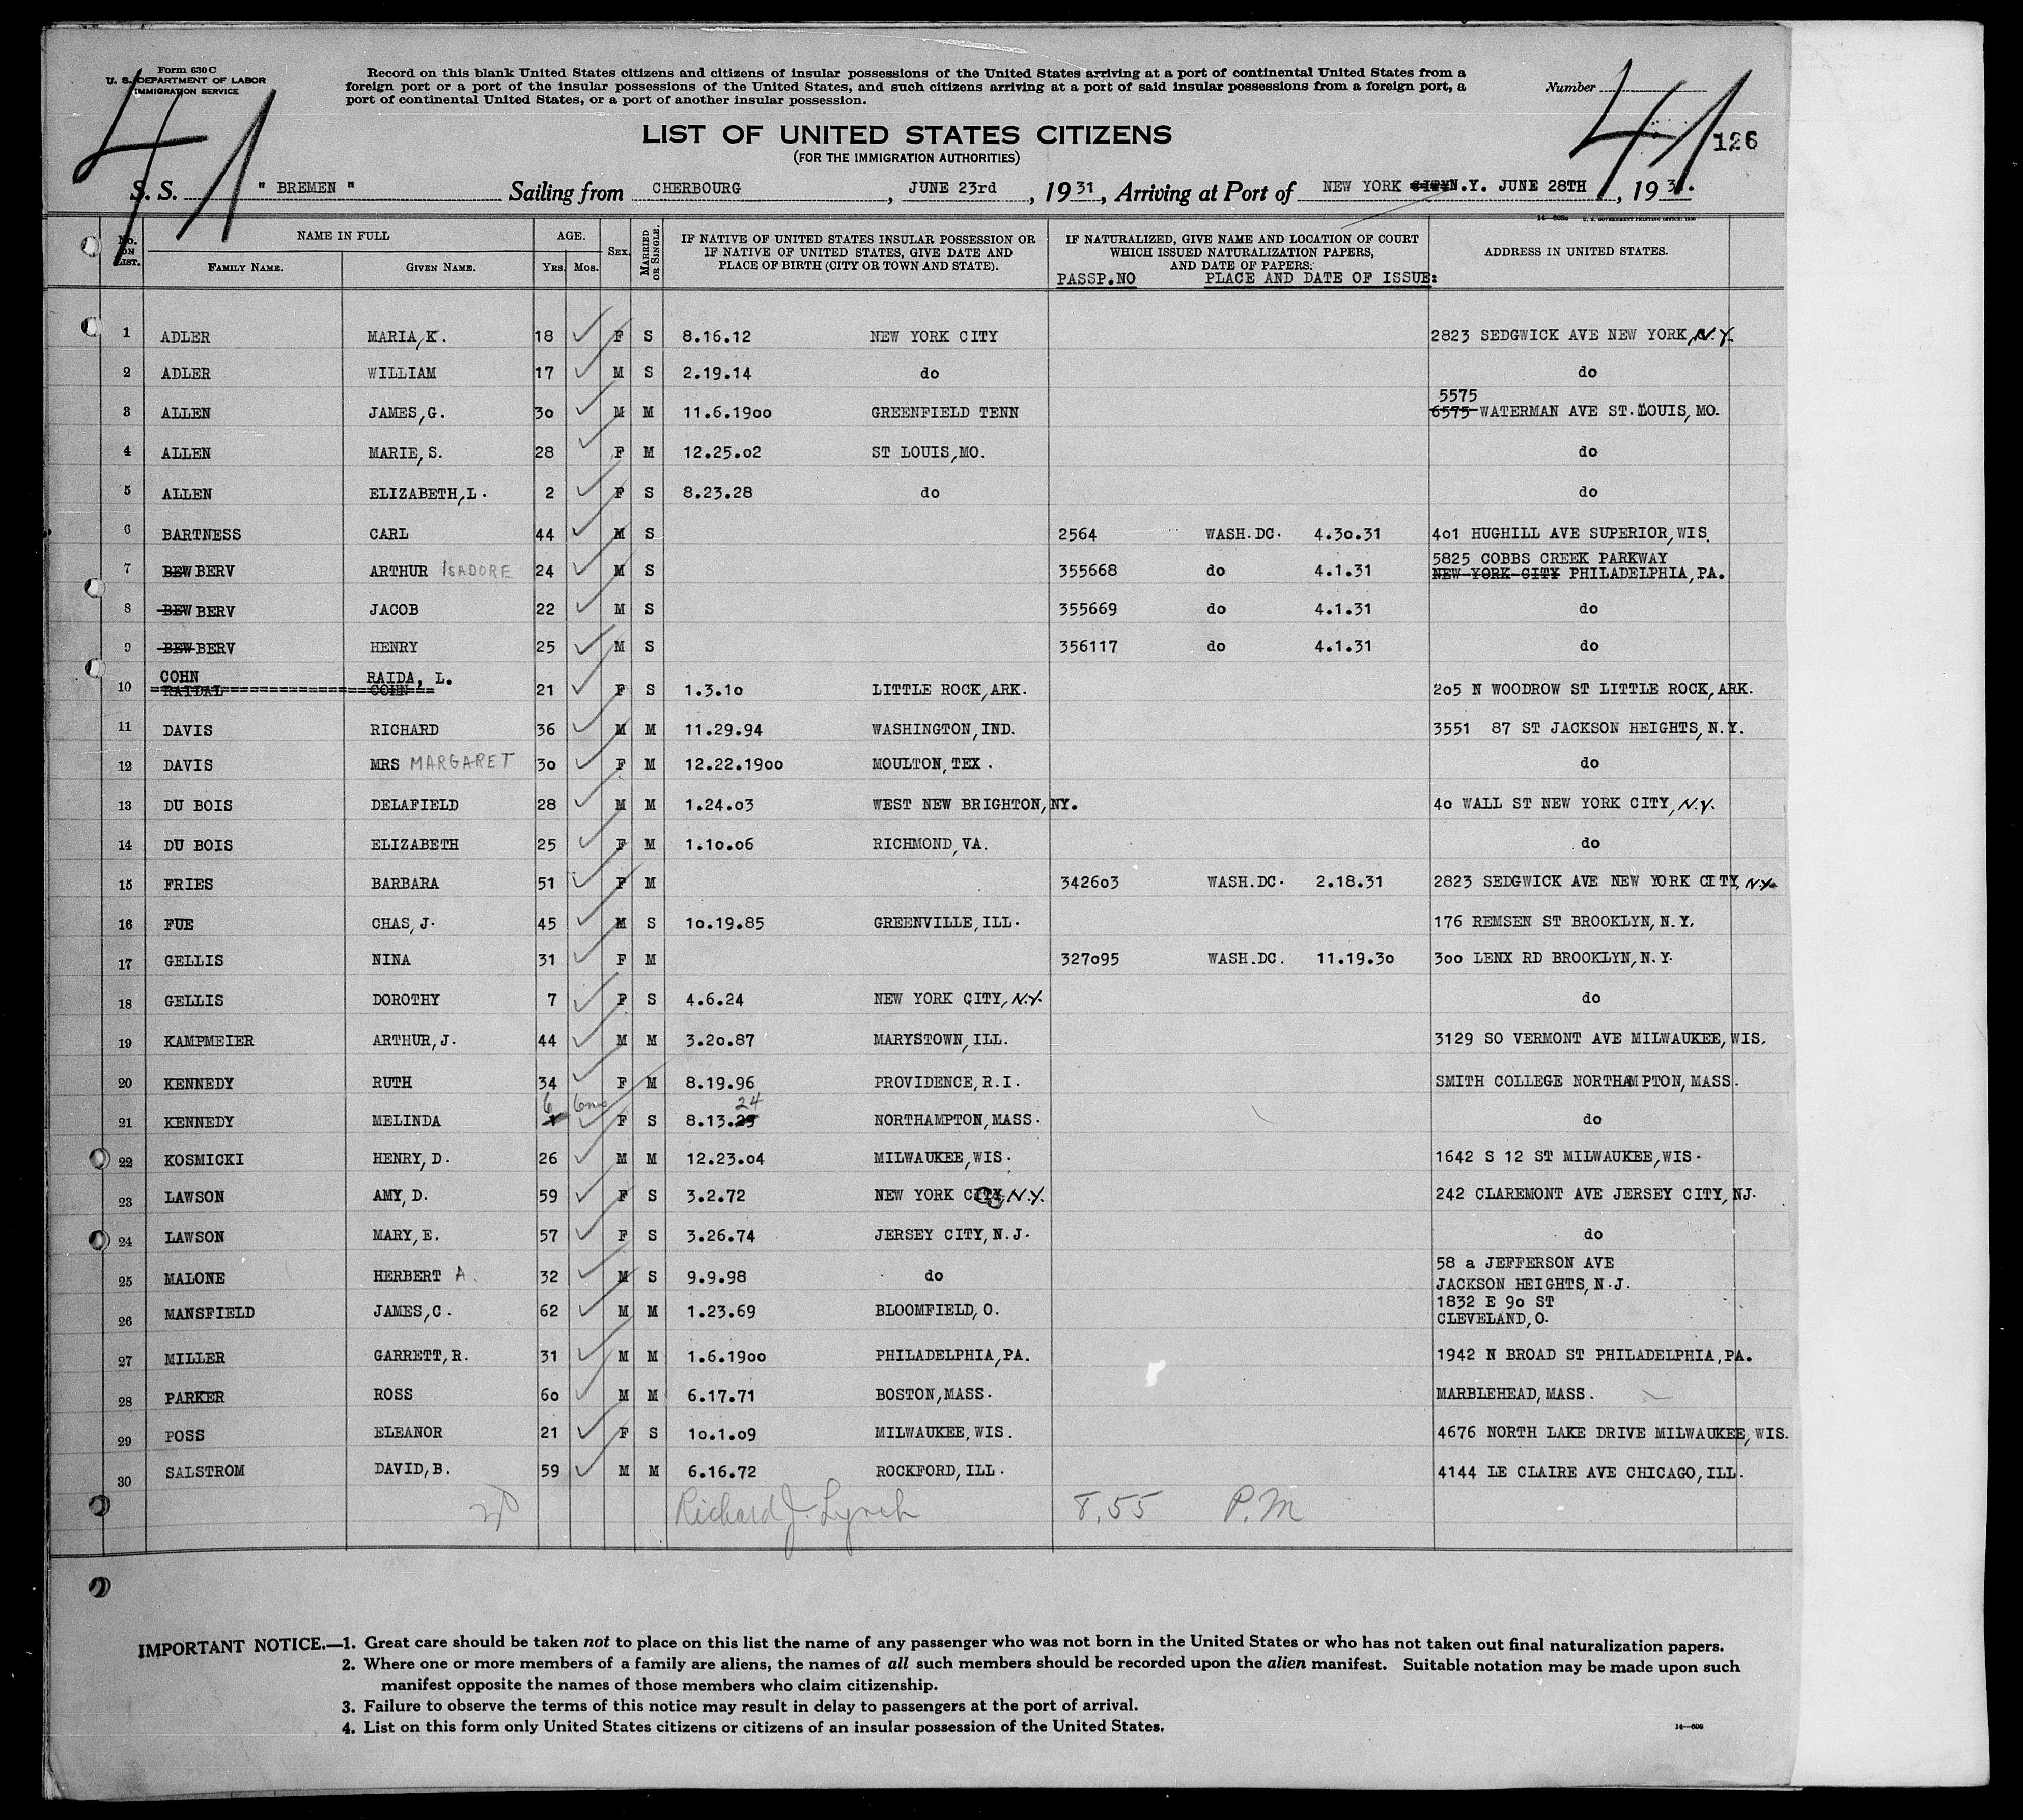 Form 630 C
U. S. DEPARTMENT OF LABOR
IMMIGRATION SERVICE
Record on this blank United States citizens and citizens of insular possessions of the United States arriving at a port of continental United States from a
foreign port or a port of the insular possessions of the United States, and such citizens arriving at a port of said insular possessions from a foreign port, a
port of continental United States, or a port of another insular possession.
Number
41
41
126
LIST OF UNITED STATES CITIZENS
(FOR THE IMMIGRATION AUTHORITIES)
S. S. " BREMEN " Sailing from CHERBOURG, JUNE 23rd, 1931, Arriving at Port of NEW YORK CITY N.Y. JUNE 28TH, 1931.
No. ON LIST. NAME IN FULL AGE. SEX. MARRIED OR SINGLE. IF NATIVE OF UNITED STATES INSULAR POSSESSION OR IF NATIVE OF UNITED STATES, GIVE DATE AND PLACE OF BIRTH (CITY OR TOWN AND STATE). IF NATURALIZED, GIVE NAME AND LOCATION OF COURT WHICH ISSUED NATURALIZATION PAPERS, AND DATE OF PAPERS: ADDRESS IN UNITED STATES.
FAMILY NAME. GIVEN NAME. YRS. MOS. PASSP.NO PLACE AND DATE OF ISSUE:
1 ADLER MARIA,K. 18 F S 8.16.12 NEW YORK CITY 2823 SEDGWICK AVE NEW YORK, N.Y.
2 ADLER WILLIAM 17 M S 2.19.14 do do
3 ALLEN JAMES,G. 30 M M 11.6.1900 GREENFIELD TENN 5575 6575 WATERMAN AVE ST.LOUIS, MO.
4 ALLEN MARIE,S. 28 F M 12.25.02 ST LOUIS,MO. do
5 ALLEN ELIZABETH,L. 2 F S 8.23.28 do do
6 BARTNESS CARL 44 M S 2564 WASH.DC. 4.30.31 401 HUGHILL AVE SUPERIOR,WIS.
7 BEW BERV ARTHUR ISADORE 24 M S 355668 do 4.1.31 5825 COBBS CREEK PARKWAY
NEW YORK CITY PHILADELPHIA,PA.
8 BEW BERV JACOB 22 M S 355669 do 4.1.31 do
9 BEW BERV HENRY 25 M S 356117 do 4.1.31 do
COHN RAIDA, L.
10 RAIDAL COHN 21 F S 1.3.10 LITTLE ROCK,ARK. 205 N WOODROW ST LITTLE ROCK,ARK.
11 DAVIS RICHARD 36 M M 11.29.94 WASHINGTON,IND. 3551 87 ST JACKSON HEIGHTS,N.Y.
12 DAVIS MRS MARGARET 30 F M 12.22.1900 MOULTON,TEX. do
13 DU BOIS DELAFIELD 28 M M 1.24.03 WEST NEW BRIGHTON,NY. 40 WALL ST NEW YORK CITY, N.Y.
14 DU BOIS ELIZABETH 25 F M 1.10.06 RICHMOND,VA. do
15 FRIES BARBARA 51 F M 342603 WASH.DC. 2.18.31 2823 SEDGWICK AVE NEW YORK CITY, N.Y.
16 FUE CHAS,J. 45 M S 10.19.85 GREENVILLE,ILL. 176 REMSEN ST BROOKLYN,N.Y.
17 GELLIS NINA 31 F M 327095 WASH.DC. 11.19.30 300 LENX RD BROOKLYN,N.Y.
18 GELLIS DOROTHY 7 F S 4.6.24 NEW YORK CITY, N.Y. do
19 KAMPMEIER ARTHUR,J. 44 M M 3.20.87 MARYSTOWN,ILL. 3129 SO VERMONT AVE MILWAUKEE,WIS.
20 KENNEDY RUTH 34 F M 8.19.96 PROVIDENCE,R.I. SMITH COLLEGE NORTHAMPTON,MASS.
6 6mos 24
21 KENNEDY MELINDA F S 8.13.25 NORTHAMPTON,MASS. do
22 KOSMICKI HENRY,D. 26 M M 12.23.04 MILWAUKEE,WIS. 1642 S 12 ST MILWAUKEE,WIS.
23 LAWSON AMY,D. 59 F S 3.2.72 NEW YORK CITY, N.Y. 242 CLAREMONT AVE JERSEY CITY,NJ.
24 LAWSON MARY,E. 57 F S 3.26.74 JERSEY CITY,N.J. do
25 MALONE HERBERT A. 32 M S 9.9.98 do 58 a JEFFERSON AVE
JACKSON HEIGHTS,N.J.
26 MANSFIELD JAMES,C. 62 M M 1.23.69 BLOOMFIELD,O. 1832 E 90 ST
CLEVELAND,O.
27 MILLER GARRETT,R. 31 M M 1.6.1900 PHILADELPHIA,PA. 1942 N BROAD ST PHILADELPHIA,PA.
28 PARKER ROSS 60 M M 6.17.71 BOSTON,MASS. MARBLEHEAD,MASS.
29 POSS ELEANOR 21 F S 10.1.09 MILWAUKEE,WIS. 4676 NORTH LAKE DRIVE MILWAUKEE,WIS.
30 SALSTROM DAVID,B. 59 M M 6.16.72 ROCKFORD,ILL. 4144 LE CLAIRE AVE CHICAGO,ILL.
Richard J. Lynch 8.55 P.M
IMPORTANT NOTICE.—1. Great care should be taken not to place on this list the name of any passenger who was not born in the United States or who has not taken out final naturalization papers.
2. Where one or more members of a family are aliens, the names of all such members should be recorded upon the alien manifest. Suitable notation may be made upon such
manifest opposite the names of those members who claim citizenship.
3. Failure to observe the terms of this notice may result in delay to passengers at the port of arrival.
4. List on this form only United States citizens or citizens of an insular possession of the United States.